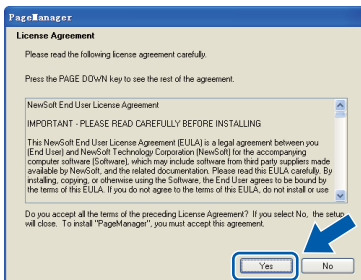 PageManager
License Agreement
Please read the following license agreement carefully.
Press the PAGE DOWN key to see the rest of the agreement.
NewSoft End User License Agreement
IMPORTANT - PLEASE READ CAREFULLY BEFORE INSTALLING
This NewSoft End User License Agreement (EULA) is a legal agreement between you
(End User) and NewSoft Technology Corporation (NewSoft) for the accompanying
computer software (Software), which may include software from third party suppliers made
available by NewSoft, and the related documentation. Please read this EULA carefully. By
installing, copying, or otherwise using the Software, the End User agrees to be bound by
the terms of this EULA. If you do not agree to the terms of this EULA, do not install or use
Do you accept all the terms of the preceding License Agreement? If you select No, the setup
will close. To install "PageManager", you must accept this agreement.
Yes
No